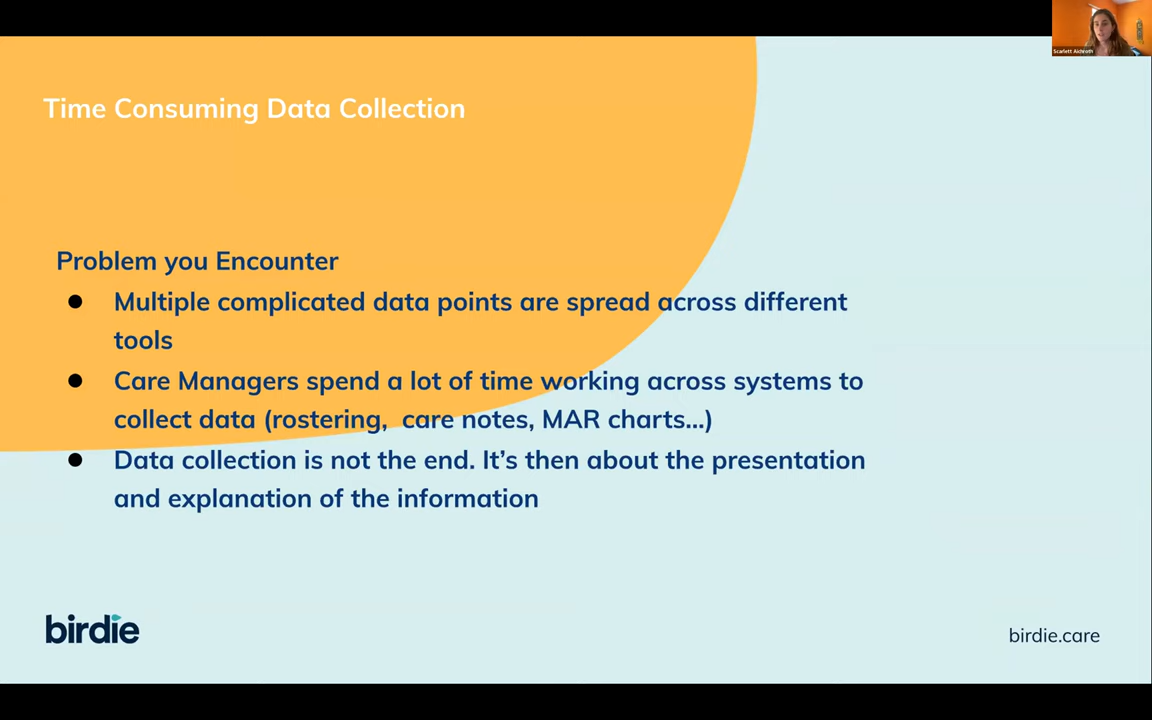 Scarlett Aichroth
Time Consuming Data Collection
Problem you Encounter
● Multiple complicated data points are spread across different
tools
● Care Managers spend a lot of time working across systems to
collect data (rostering,  care notes, MAR charts...)
● Data collection is not the end. It’s then about the presentation
and explanation of the information
birdie
birdie.care